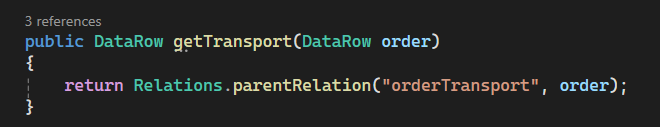 3 references
public DataRow getTransport(DataRow order)
{
return Relations.parentRelation("orderTransport", order);
}